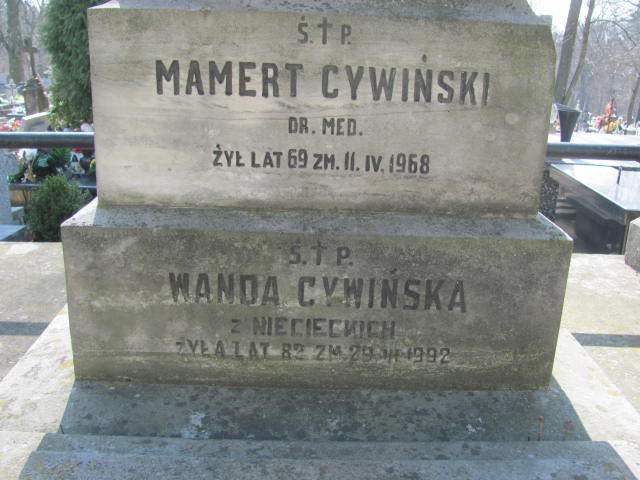 Ś.†P.
MAMERT CYWIŃSKI
DR. MED.
ŻYŁ LAT 69 ZM. 11. IV. 1968
Ś.†P.
WANDA CYWIŃSKA
Z NIECIECKICH
ŻYŁA LAT 82 ZM. 29 VI 1992